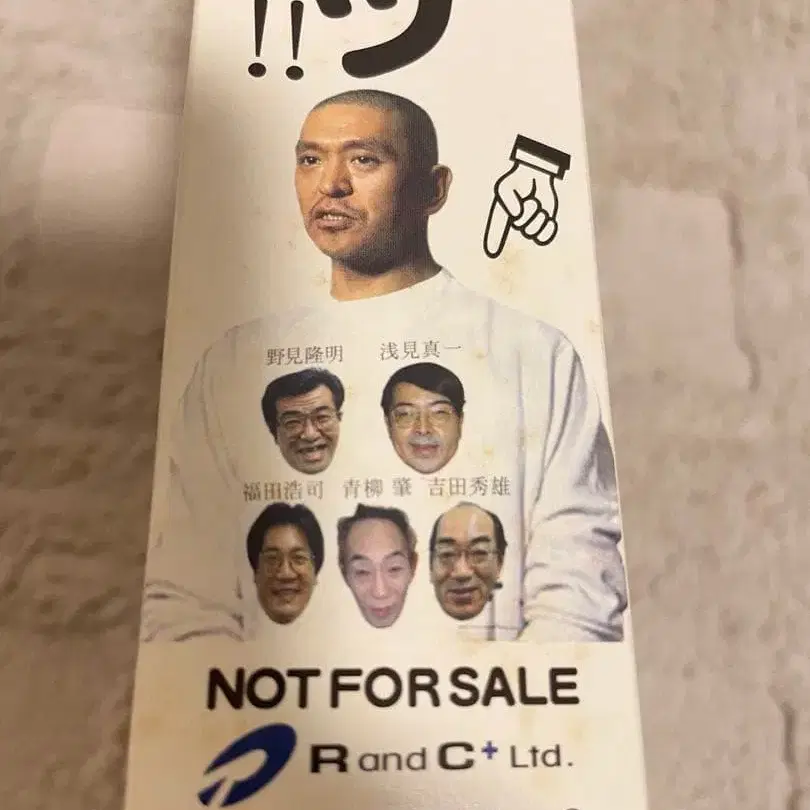 ツ!!
野見隆明 浅見真一
福田浩司 青柳 肇 吉田秀雄
NOT FOR SALE
R and C+ Ltd.